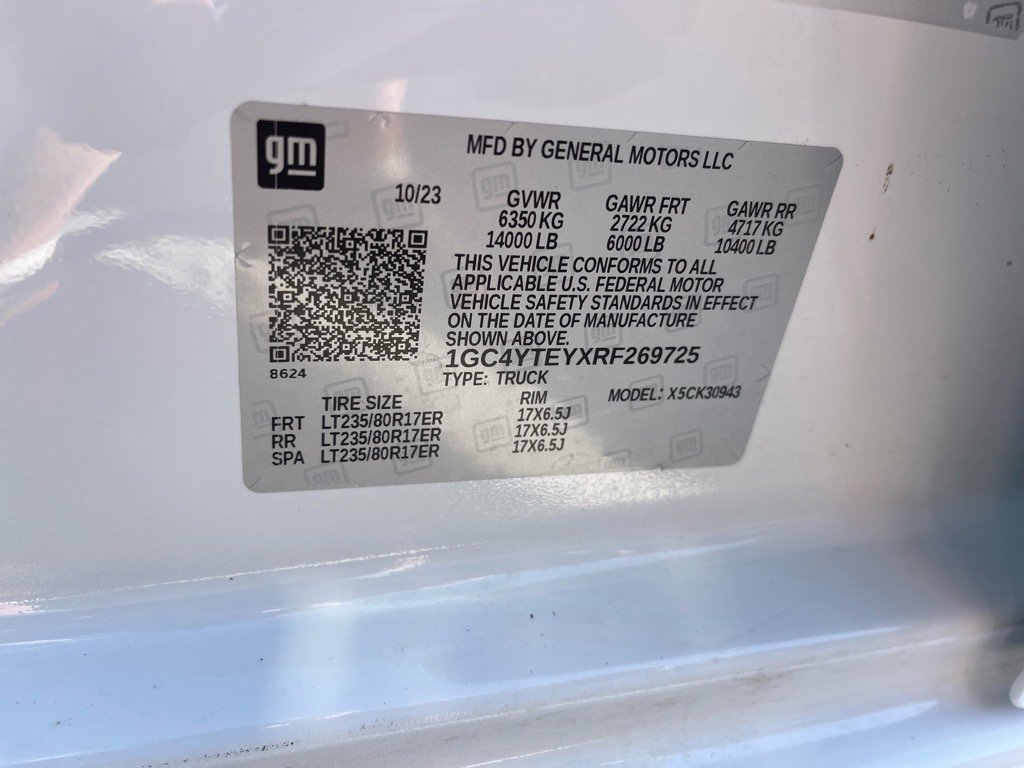 gm
MFD BY GENERAL MOTORS LLC
10/23 GVWR GAWR FRT GAWR RR
6350 KG 2722 KG 4717 KG
14000 LB 6000 LB 10400 LB
THIS VEHICLE CONFORMS TO ALL
APPLICABLE U.S. FEDERAL MOTOR
VEHICLE SAFETY STANDARDS IN EFFECT
ON THE DATE OF MANUFACTURE
SHOWN ABOVE.
1GC4YTEYXRF269725
8624
TYPE: TRUCK MODEL: X5CK30943
TIRE SIZE RIM
FRT LT235/80R17ER 17X6.5J
RR LT235/80R17ER 17X6.5J
SPA LT235/80R17ER 17X6.5J